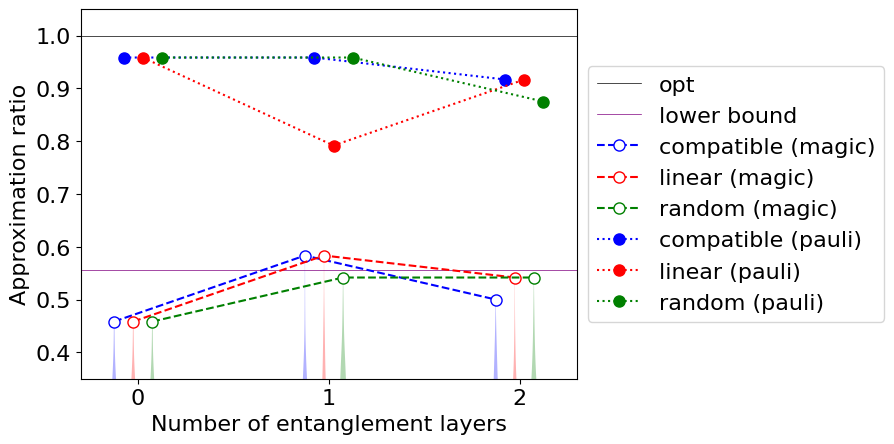 Approximation ratio
1.0
0.9
0.8
0.7
0.6
0.5
0.4
0
1
2
Number of entanglement layers
opt
lower bound
compatible (magic)
linear (magic)
random (magic)
compatible (pauli)
linear (pauli)
random (pauli)